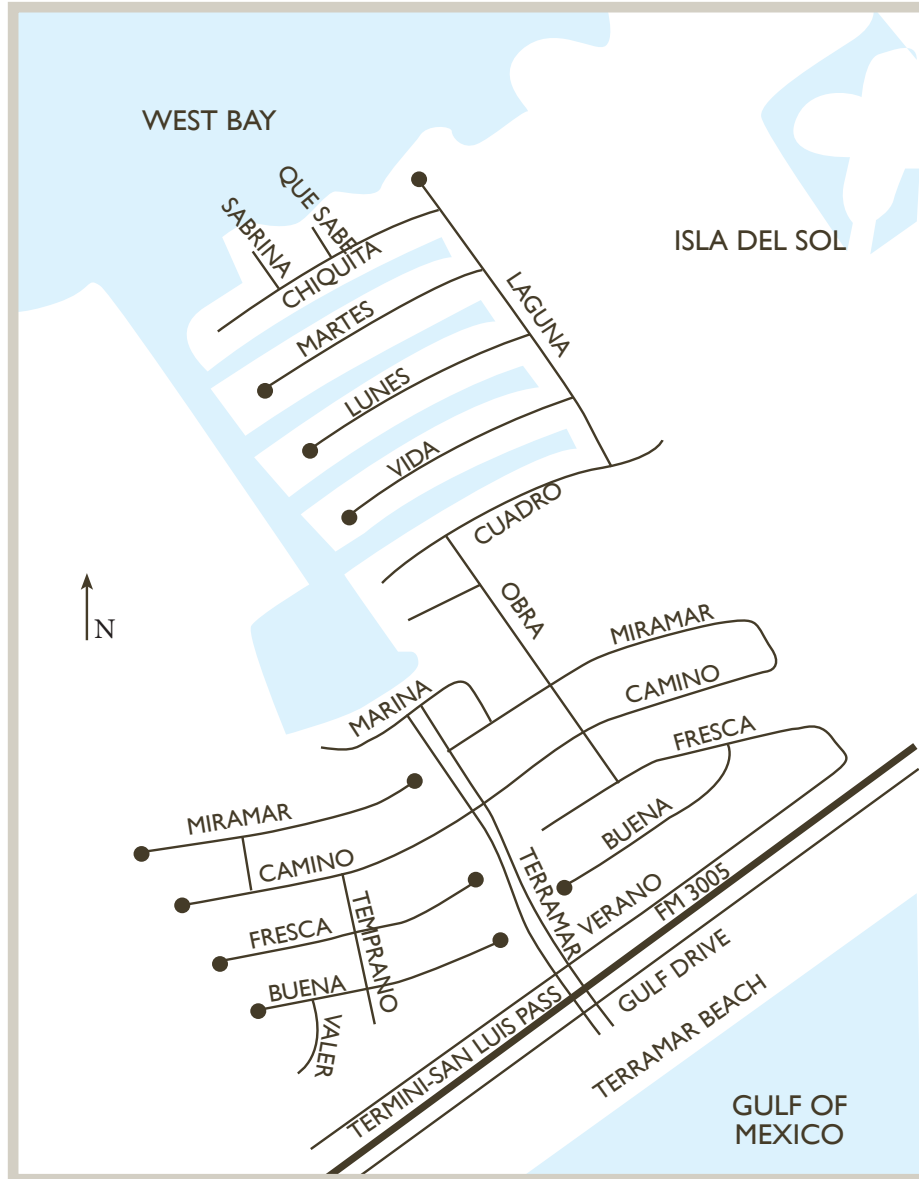 WEST BAY
QUE SABE
SABRINA
ISLA DEL SOL
CHIQUITA
LAGUNA
MARTES
LUNES
VIDA
CUADRO
OBRA
N
MIRAMAR
CAMINO
MARINA
FRESCA
MIRAMAR
BUENA
CAMINO
TERRAMAR
VERANO
FM 3005
TEMPRANO
FRESCA
BUENA
VALER
GULF DRIVE
TERMINI-SAN LUIS PASS
TERRAMAR BEACH
GULF OF
MEXICO